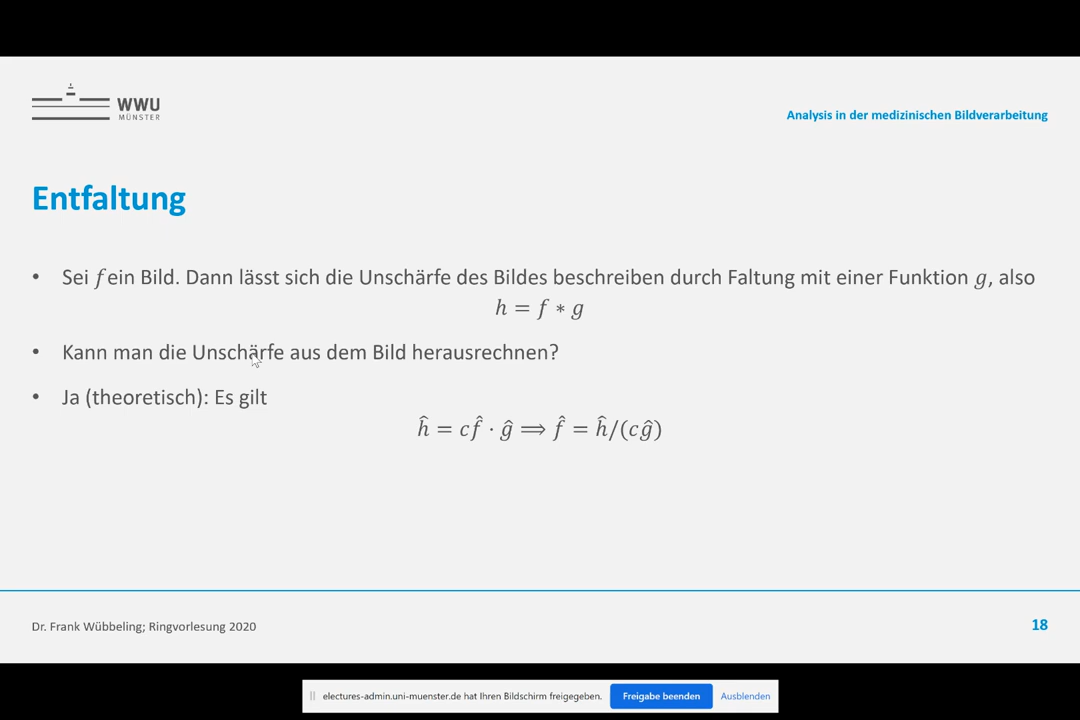 WWU
MÜNSTER
Analysis in der medizinischen Bildverarbeitung
Entfaltung
• Sei f ein Bild. Dann lässt sich die Unschärfe des Bildes beschreiben durch Faltung mit einer Funktion g, also
h = f ∗ g
• Kann man die Unschärfe aus dem Bild herausrechnen?
• Ja (theoretisch): Es gilt
ĥ = cf̂ · ĝ ⟹ f̂ = ĥ/(cĝ)
Dr. Frank Wübbeling; Ringvorlesung 2020
18
electures-admin.uni-muenster.de hat Ihren Bildschirm freigegeben. Freigabe beenden Ausblenden